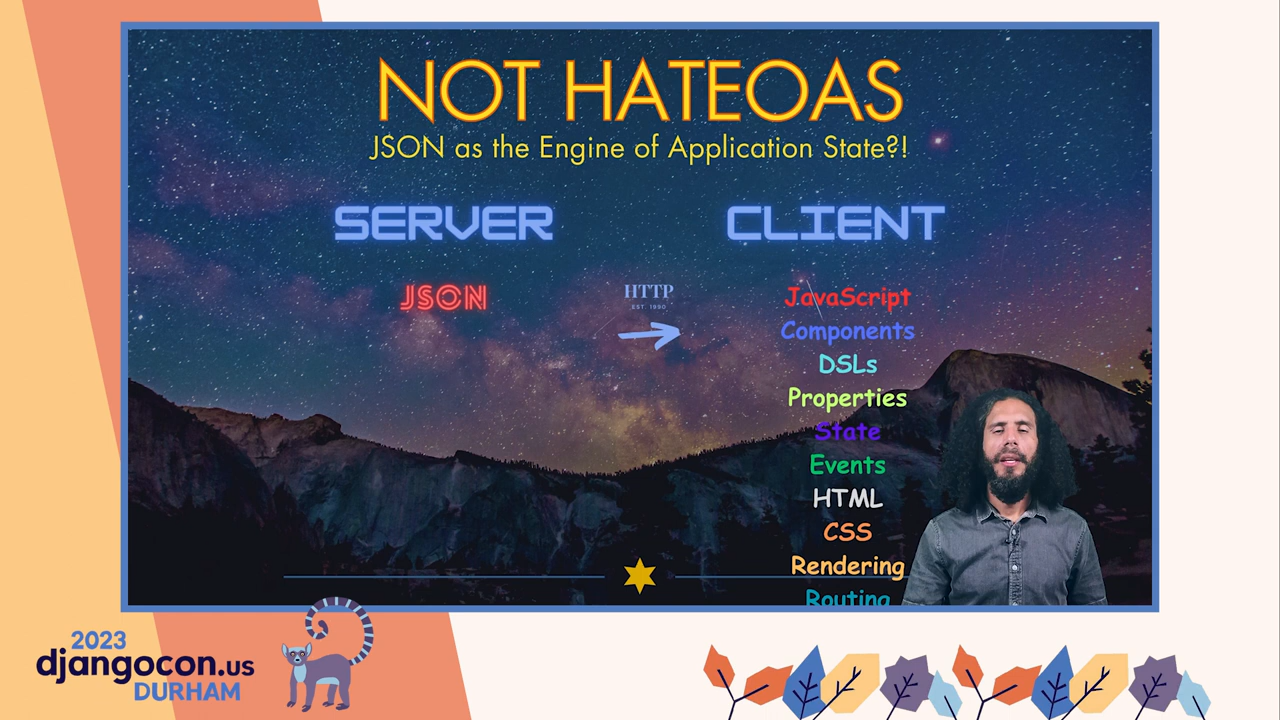 NOT HATEOAS
JSON as the Engine of Application State?!
SERVER
CLIENT
JSON
HTTP
EST. 1990
JavaScript
Components
DSLs
Properties
State
Events
HTML
CSS
Rendering
Routing
2023
djangocon.us
DURHAM